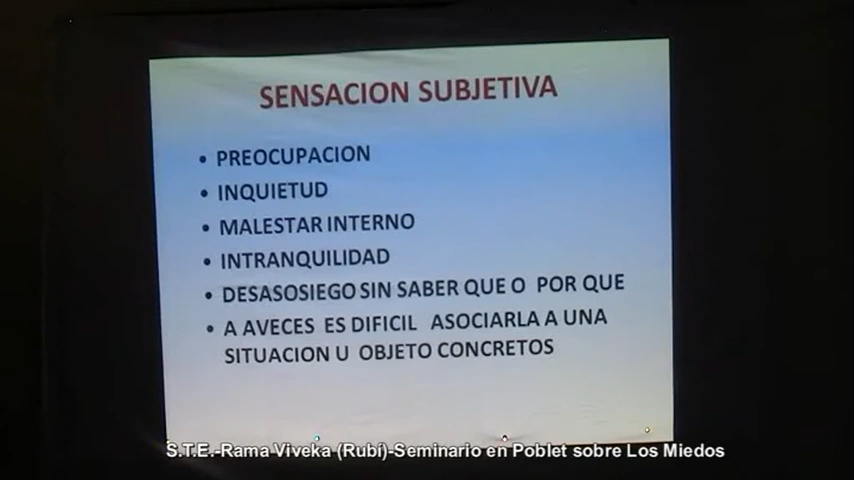 SENSACION SUBJETIVA
• PREOCUPACION
• INQUIETUD
• MALESTAR INTERNO
• INTRANQUILIDAD
• DESASOSIEGO SIN SABER QUE O POR QUE
• A AVECES ES DIFICIL ASOCIARLA A UNA
SITUACION U OBJETO CONCRETOS
S.T.E.-Rama Viveka (Rubí)-Seminario en Poblet sobre Los Miedos